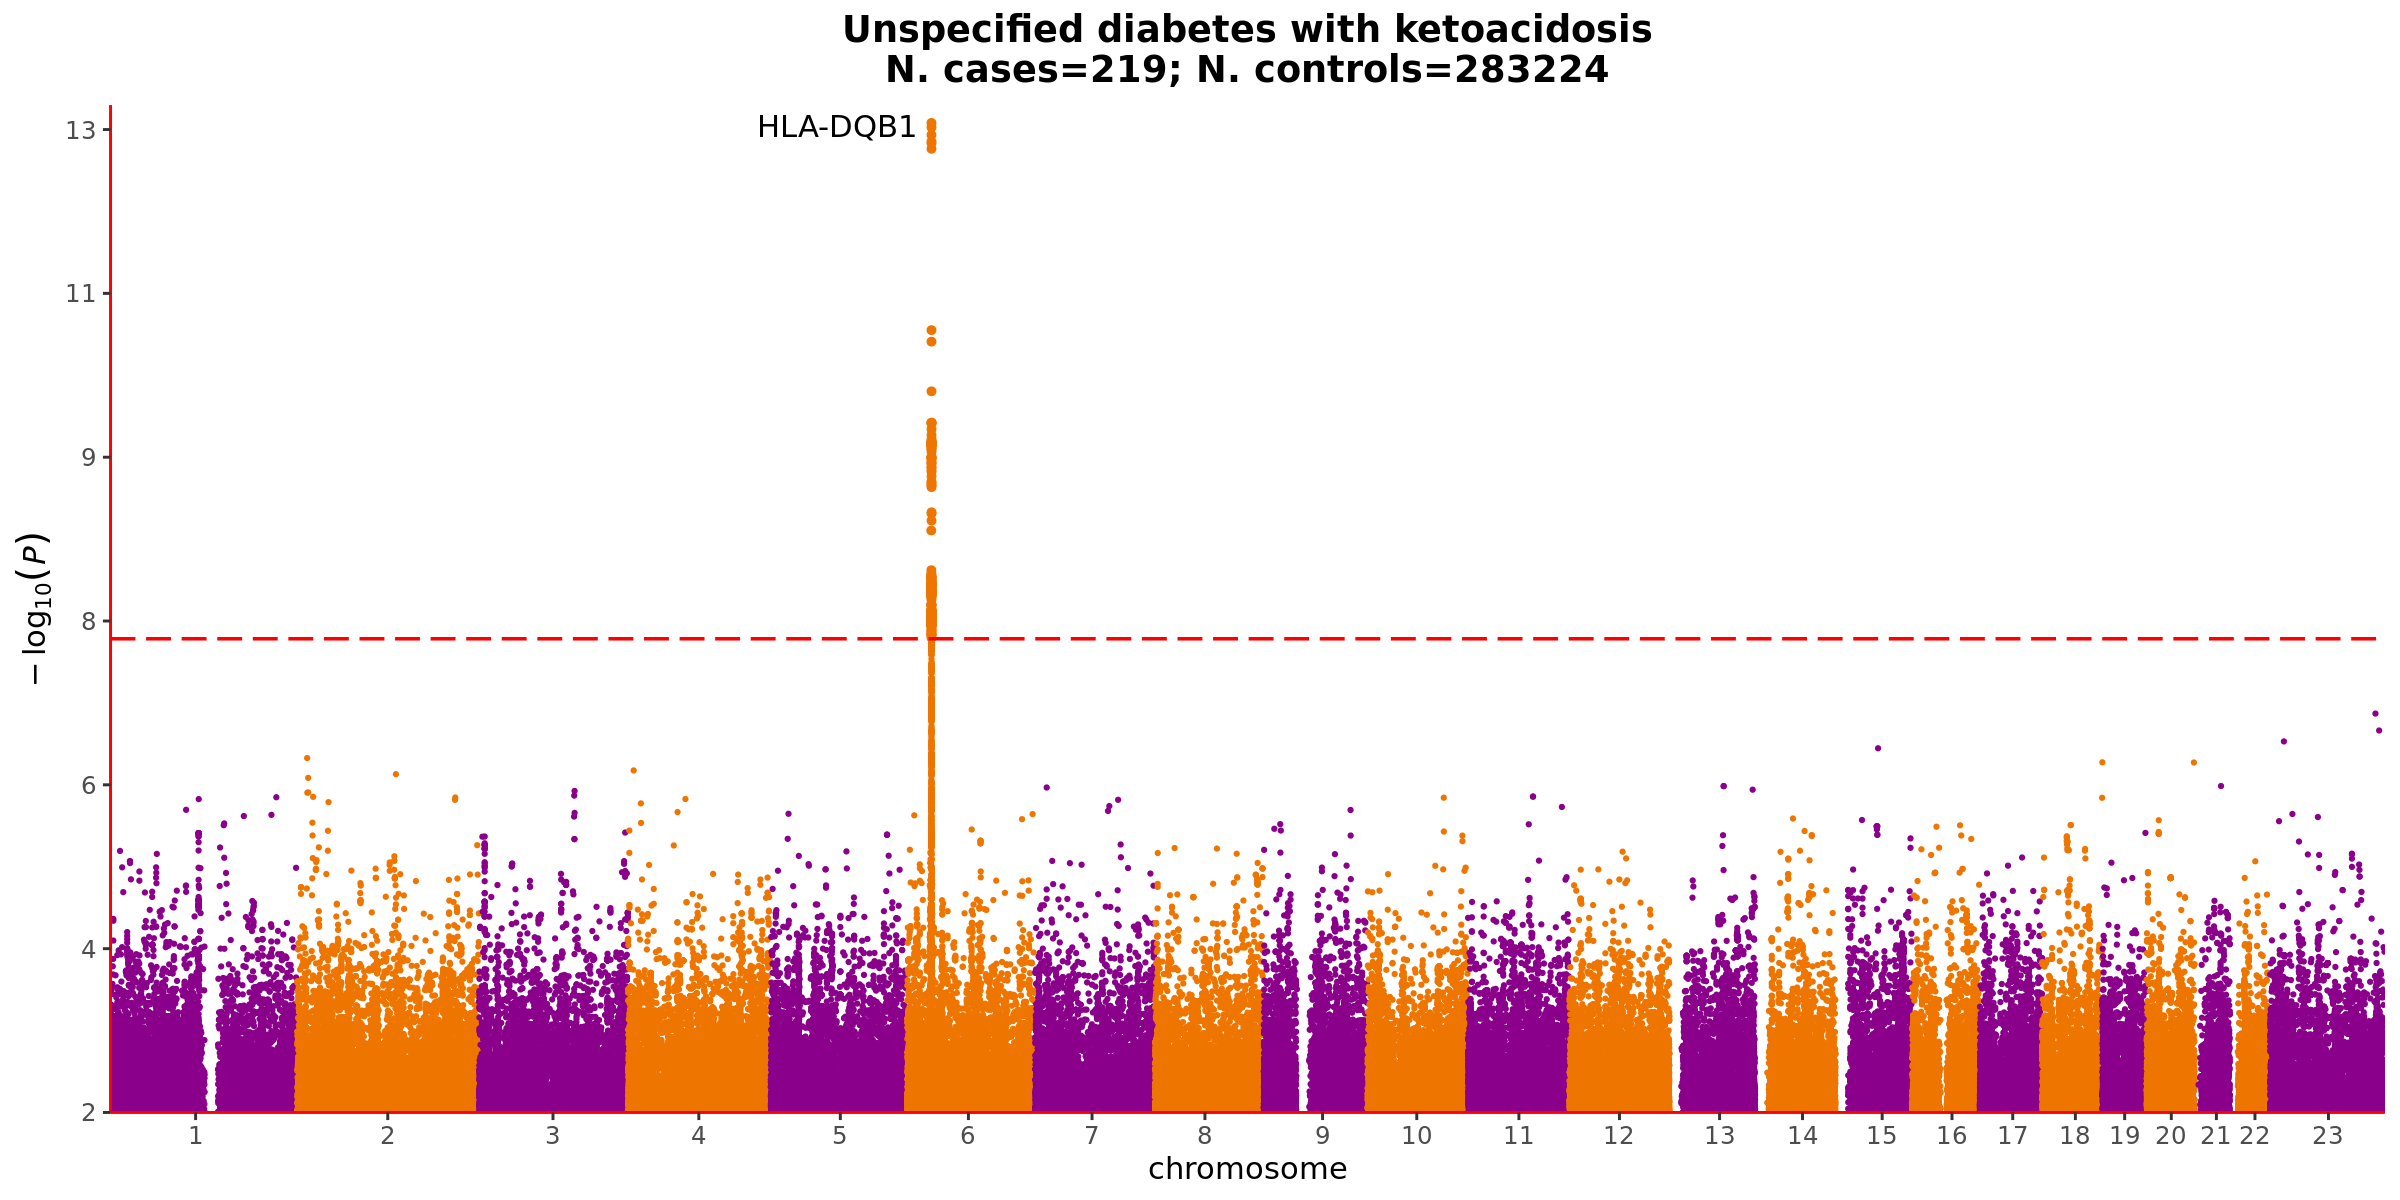 Unspecified diabetes with ketoacidosis
N. cases=219; N. controls=283224
HLA-DQB1
13
11
9
8
6
4
2
−log10(P)
1 2 3 4 5 6 7 8 9 10 11 12 13 14 15 16 17 18 19 20 21 22 23
chromosome